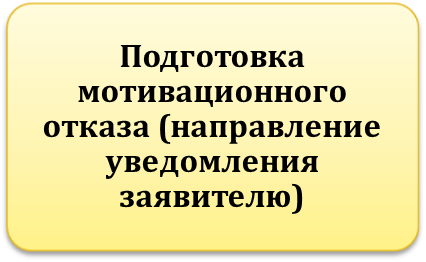 Подготовка
мотивационного
отказа (направление
уведомления
заявителю)